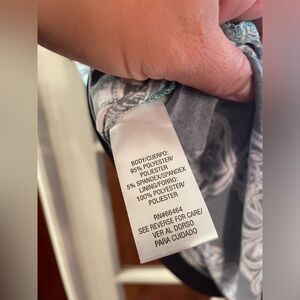 BODY/CUERPO:
95% POLYESTER/
POLIESTER
5% SPANDEX/SPANDEX
LINING/FORRO:
100% POLYESTER/
POLIESTER
RN#66464
SEE REVERSE FOR CARE/
VER AL DORSO
PARA CUIDADO